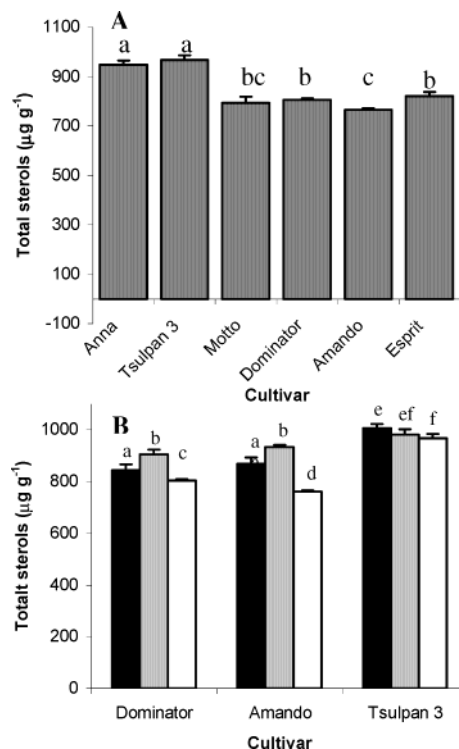 A
1100
900
700
500
300
100
-100
Total sterols (µg g-1)
a a bc b c b
Anna Tsulpan 3 Motto Dominator Amando Esprit
Cultivar
B
1000
800
600
400
200
0
Totalt sterols (µg g-1)
a b c a b d e ef f
Dominator Amando Tsulpan 3
Cultivar